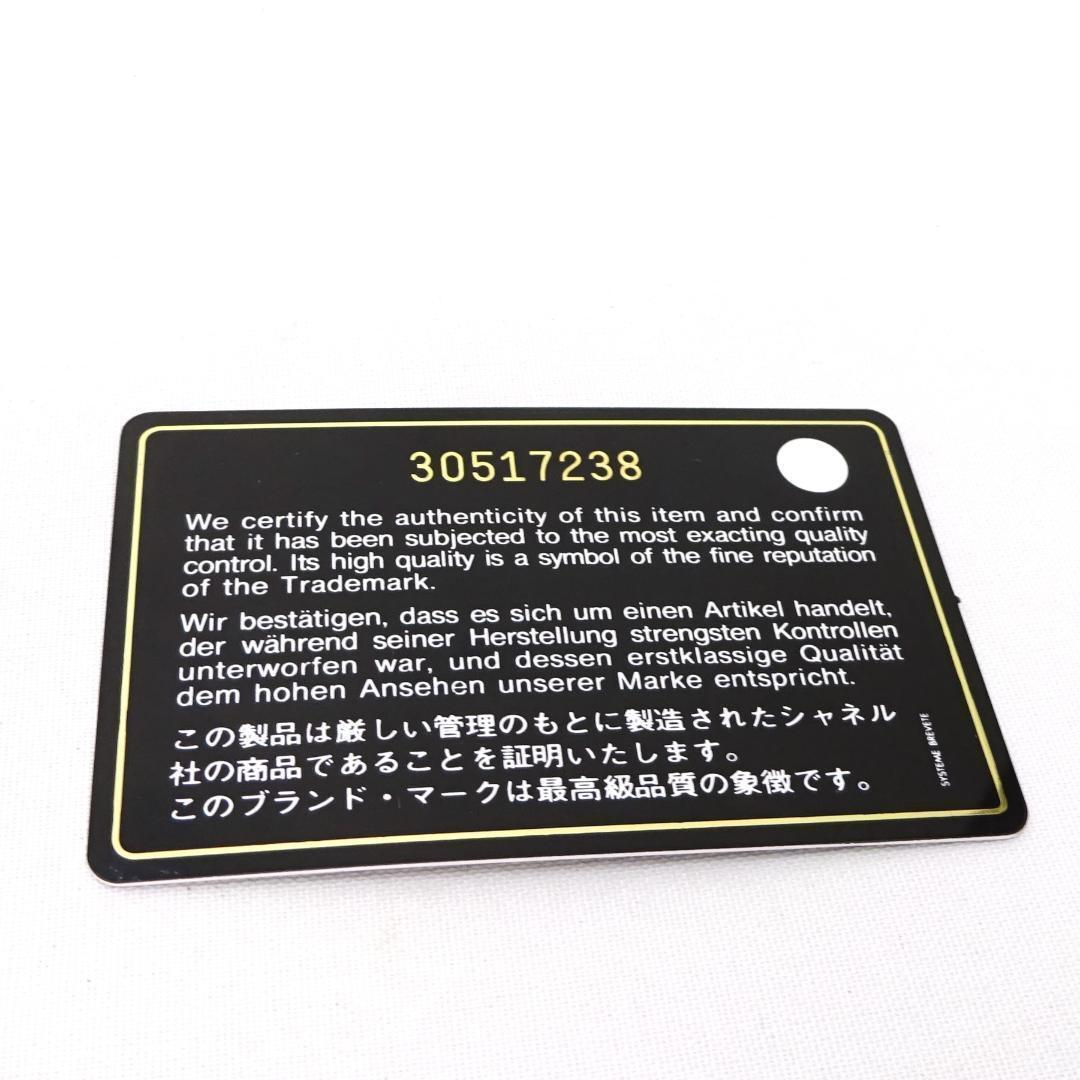 30517238
We certify the authenticity of this item and confirm
that it has been subjected to the most exacting quality
control. Its high quality is a symbol of the fine reputation
of the Trademark.
Wir bestätigen, dass es sich um einen Artikel handelt,
der während seiner Herstellung strengsten Kontrollen
unterworfen war, und dessen erstklassige Qualität
dem hohen Ansehen unserer Marke entspricht.
この製品は厳しい管理のもとに製造されたシャネル
社の商品であることを証明いたします。
このブランド・マークは最高級品質の象徴です。
SYSTEME BREVETE